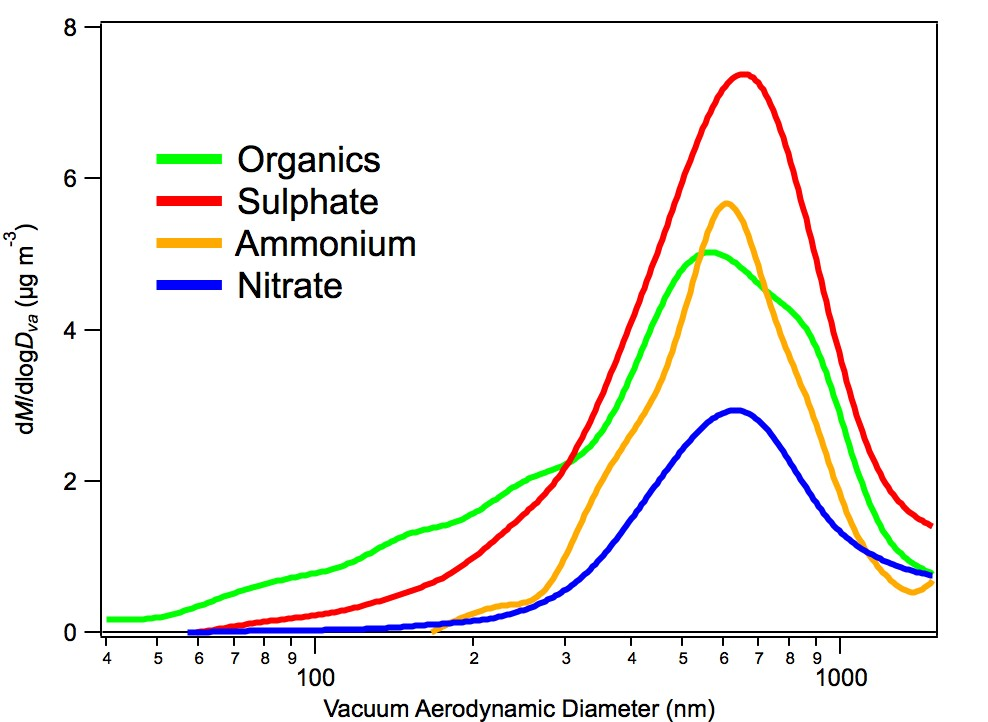 8
6
4
2
0
dM/dlogDva (µg m-3)
Organics
Sulphate
Ammonium
Nitrate
4 5 6 7 8 9 2 3 4 5 6 7 8 9
100 1000
Vacuum Aerodynamic Diameter (nm)